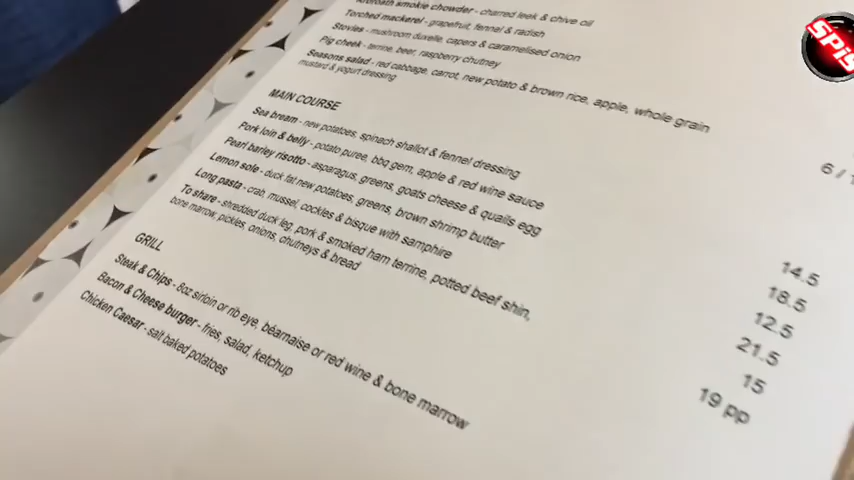 Arbroath smokie chowder - charred leek & chive oil
Torched mackerel - grapefruit, fennel & radish
Stovies - mushroom duxelle, capers & caramelised onion
Pig cheek - terrine, beer, raspberry chutney
Seasons salad - red cabbage, carrot, new potato & brown rice, apple, whole grain
mustard & yogurt dressing
6 /
MAIN COURSE
Sea bream - new potatoes, spinach shallot & fennel dressing
Pork loin & belly - potato puree, bbq gem, apple & red wine sauce
Pearl barley risotto - asparagus, greens, goats cheese & quails egg
Lemon sole - duck fat new potatoes, greens, brown shrimp butter
Long pasta - crab, mussel, cockles & bisque with samphire
To share - shredded duck leg, pork & smoked ham terrine, potted beef shin,
bone marrow, pickles, onions, chutneys & bread
14.5
18.5
12.5
21.5
15
19 pp
GRILL
Steak & Chips - 8oz sirloin or rib eye, béarnaise or red wine & bone marrow
Bacon & Cheese burger - fries, salad, ketchup
Chicken Caesar - salt baked potatoes